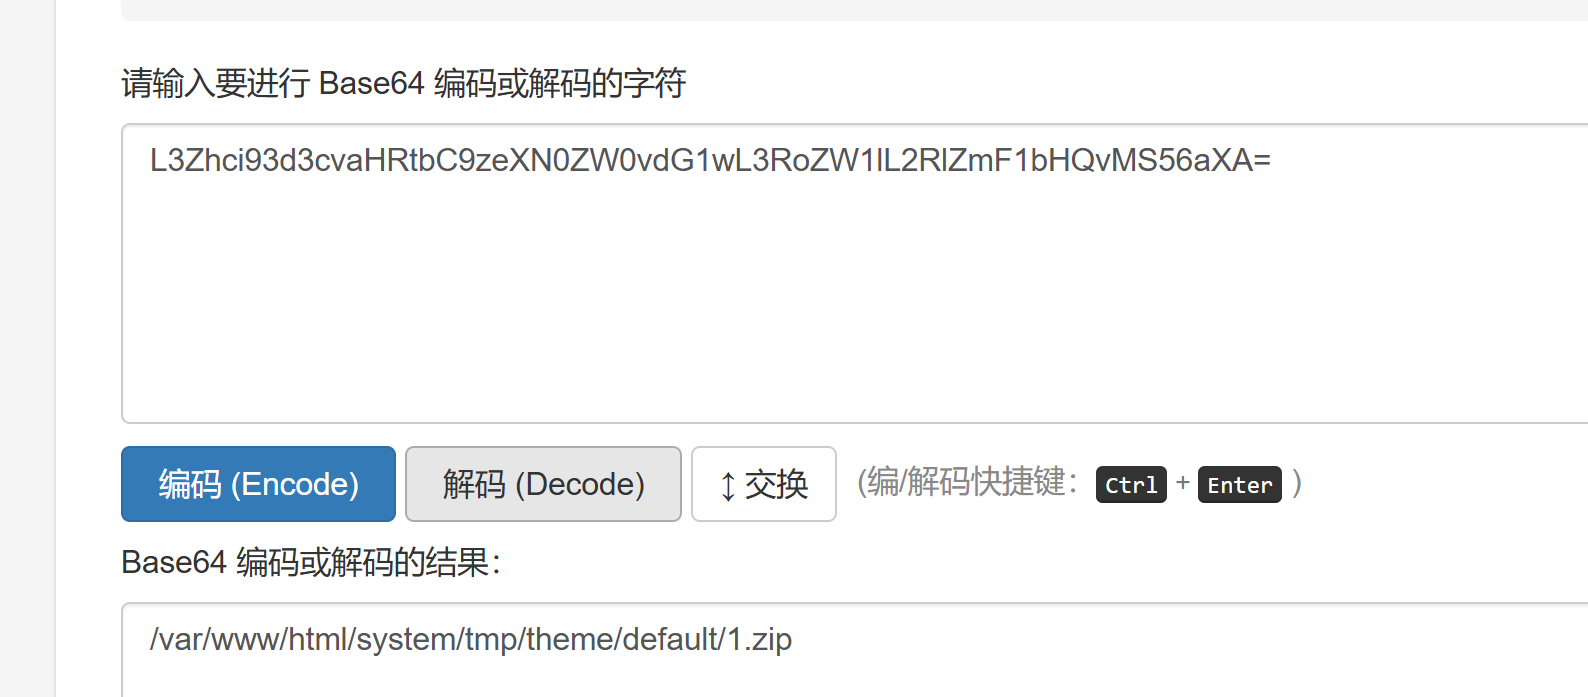 请输入要进行 Base64 编码或解码的字符
L3Zhci93d3cvaHRtbC9zeXN0ZW0vdG1wL3RoZW1lL2RlZmF1bHQvMS56aXA=
编码 (Encode) 解码 (Decode) ↕ 交换 (编/解码快捷键： Ctrl + Enter )
Base64 编码或解码的结果：
/var/www/html/system/tmp/theme/default/1.zip